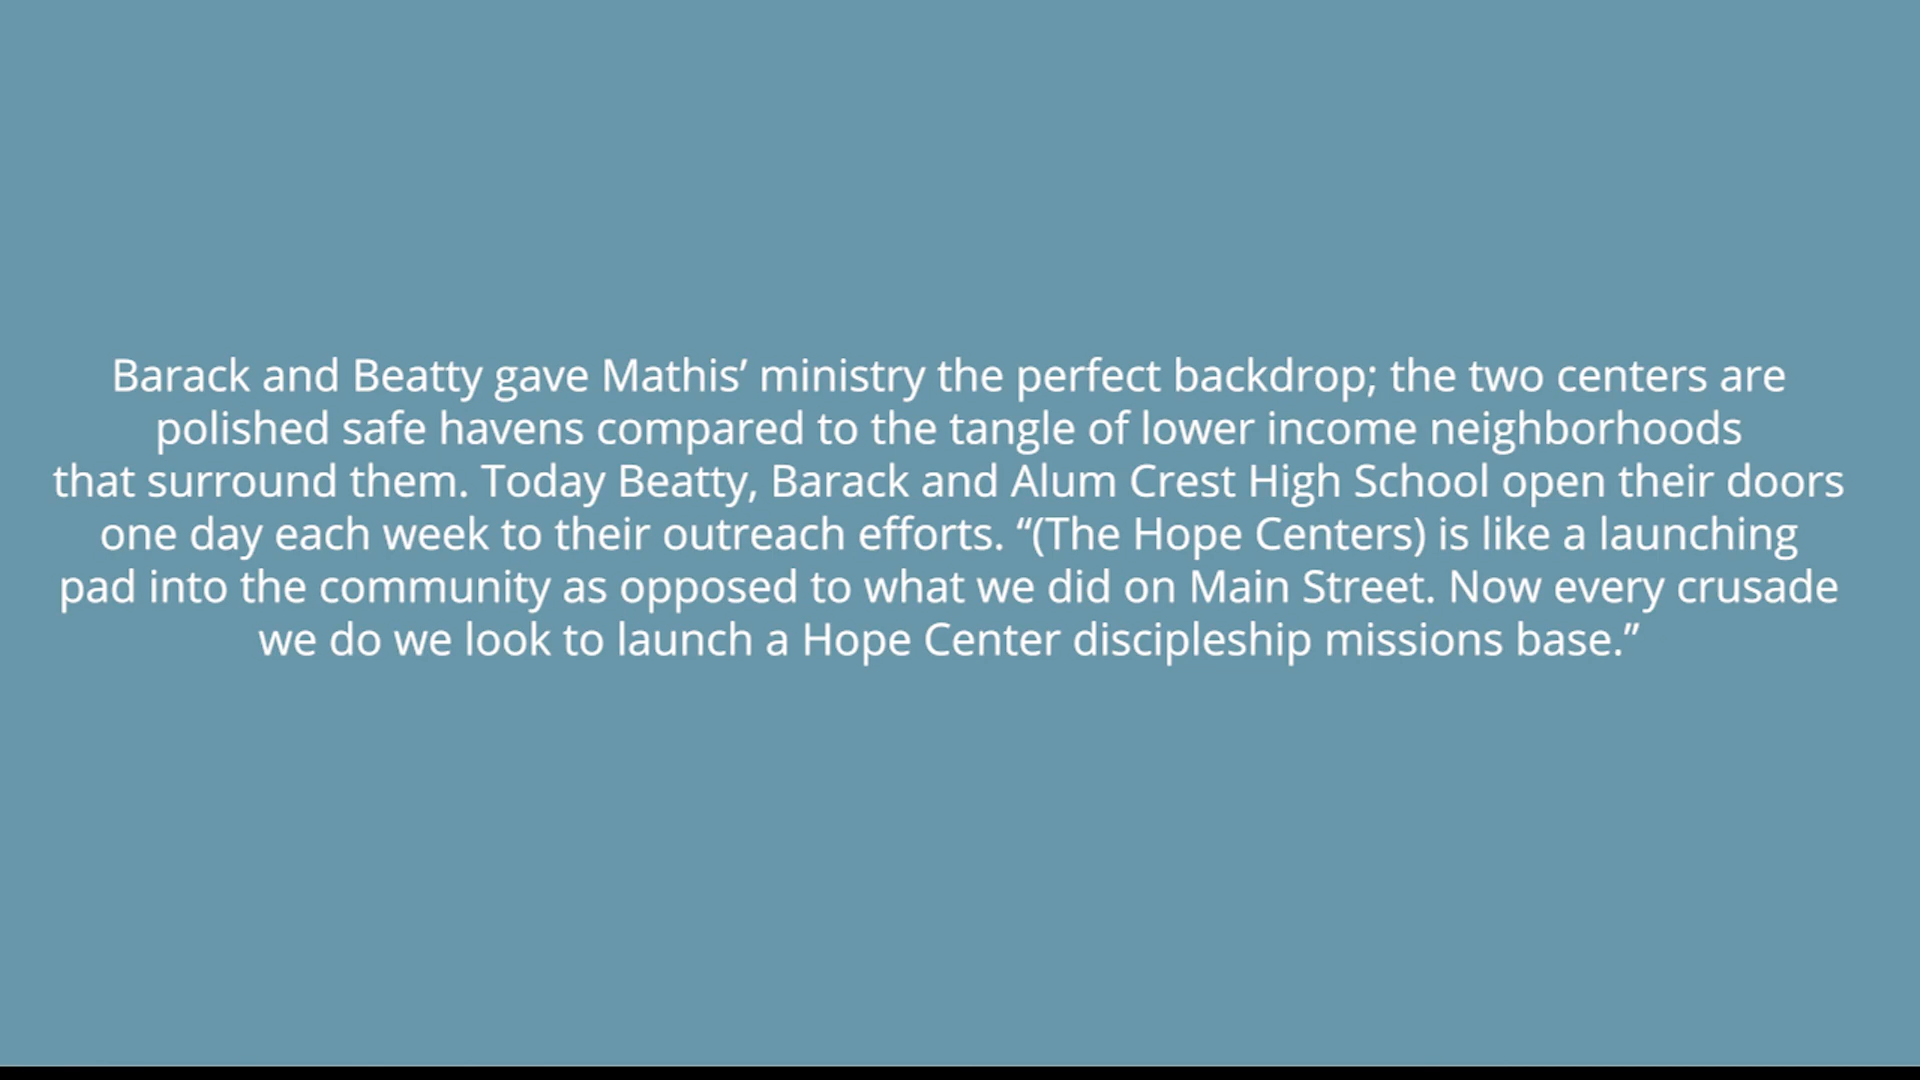 Barack and Beatty gave Mathis’ ministry the perfect backdrop; the two centers are
polished safe havens compared to the tangle of lower income neighborhoods
that surround them. Today Beatty, Barack and Alum Crest High School open their doors
one day each week to their outreach efforts. “(The Hope Centers) is like a launching
pad into the community as opposed to what we did on Main Street. Now every crusade
we do we look to launch a Hope Center discipleship missions base.”